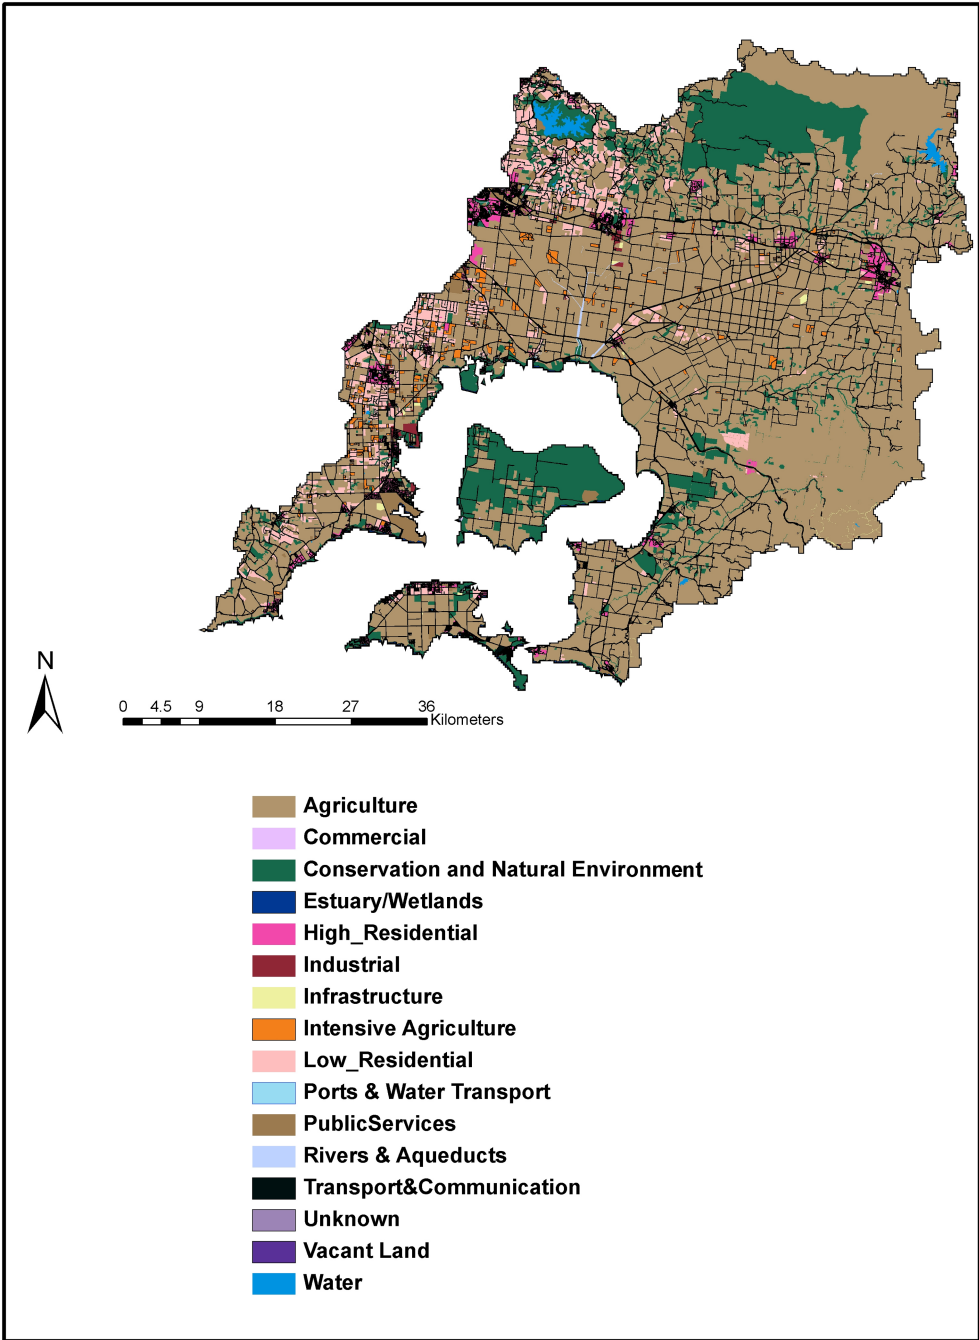 N
0 4.5 9 18 27 36
Kilometers
Agriculture
Commercial
Conservation and Natural Environment
Estuary/Wetlands
High_Residential
Industrial
Infrastructure
Intensive Agriculture
Low_Residential
Ports & Water Transport
PublicServices
Rivers & Aqueducts
Transport&Communication
Unknown
Vacant Land
Water